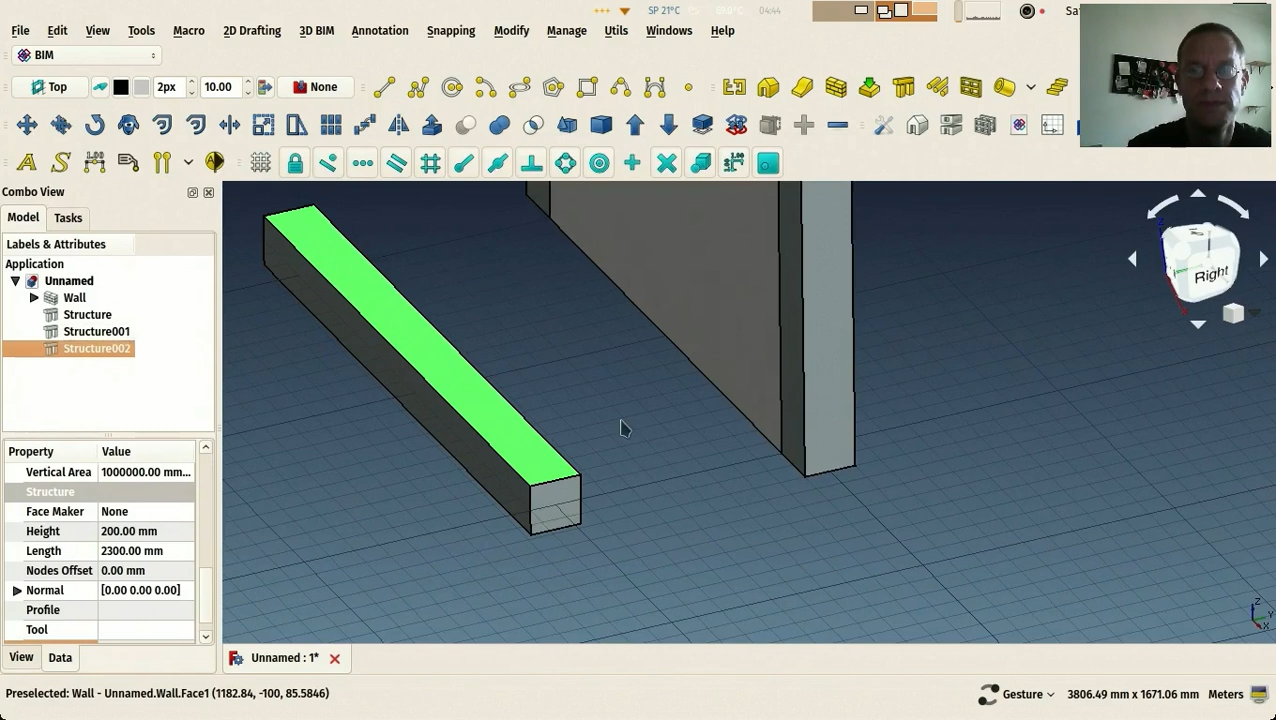 SP 21°C 04:44
File Edit View Tools Macro 2D Drafting 3D BIM Annotation Snapping Modify Manage Utils Windows Help
BIM
Top 2px 10.00 None
Combo View
Model Tasks
Labels & Attributes
Application
Unnamed
Wall
Structure
Structure001
Structure002
Property Value
Vertical Area 1000000.00 mm...
Structure
Face Maker None
Height 200.00 mm
Length 2300.00 mm
Nodes Offset 0.00 mm
Normal [0.00 0.00 0.00]
Profile
Tool
View Data
Right
Z
Y
X
Unnamed : 1*
Preselected: Wall - Unnamed.Wall.Face1 (1182.84, -100, 85.5846)
Gesture 3806.49 mm x 1671.06 mm Meters